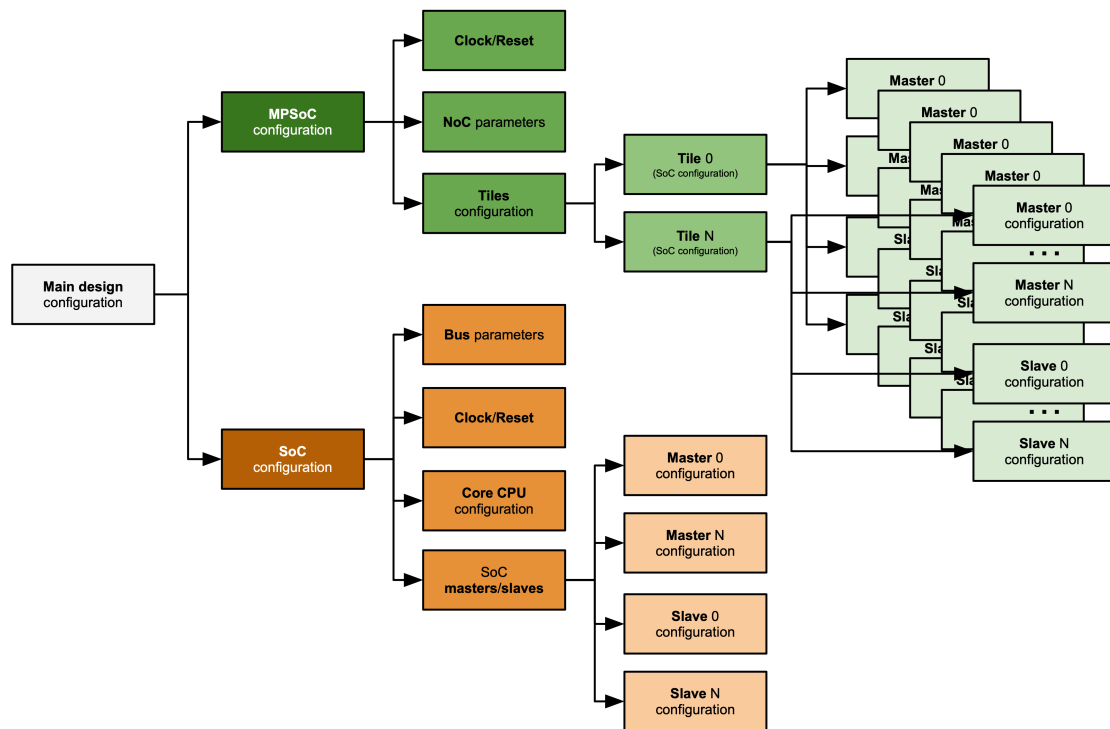 Main design
configuration
MPSoC
configuration
SoC
configuration
Clock/Reset
NoC parameters
Tiles
configuration
Bus parameters
Clock/Reset
Core CPU
configuration
SoC
masters/slaves
Tile 0
(SoC configuration)
Tile N
(SoC configuration)
Master 0
configuration
Master N
configuration
Slave 0
configuration
Slave N
configuration
Master 0
Master 0
Master 0
Master 0
Master 0
configuration
...
Master N
configuration
Slave 0
configuration
...
Slave N
configuration